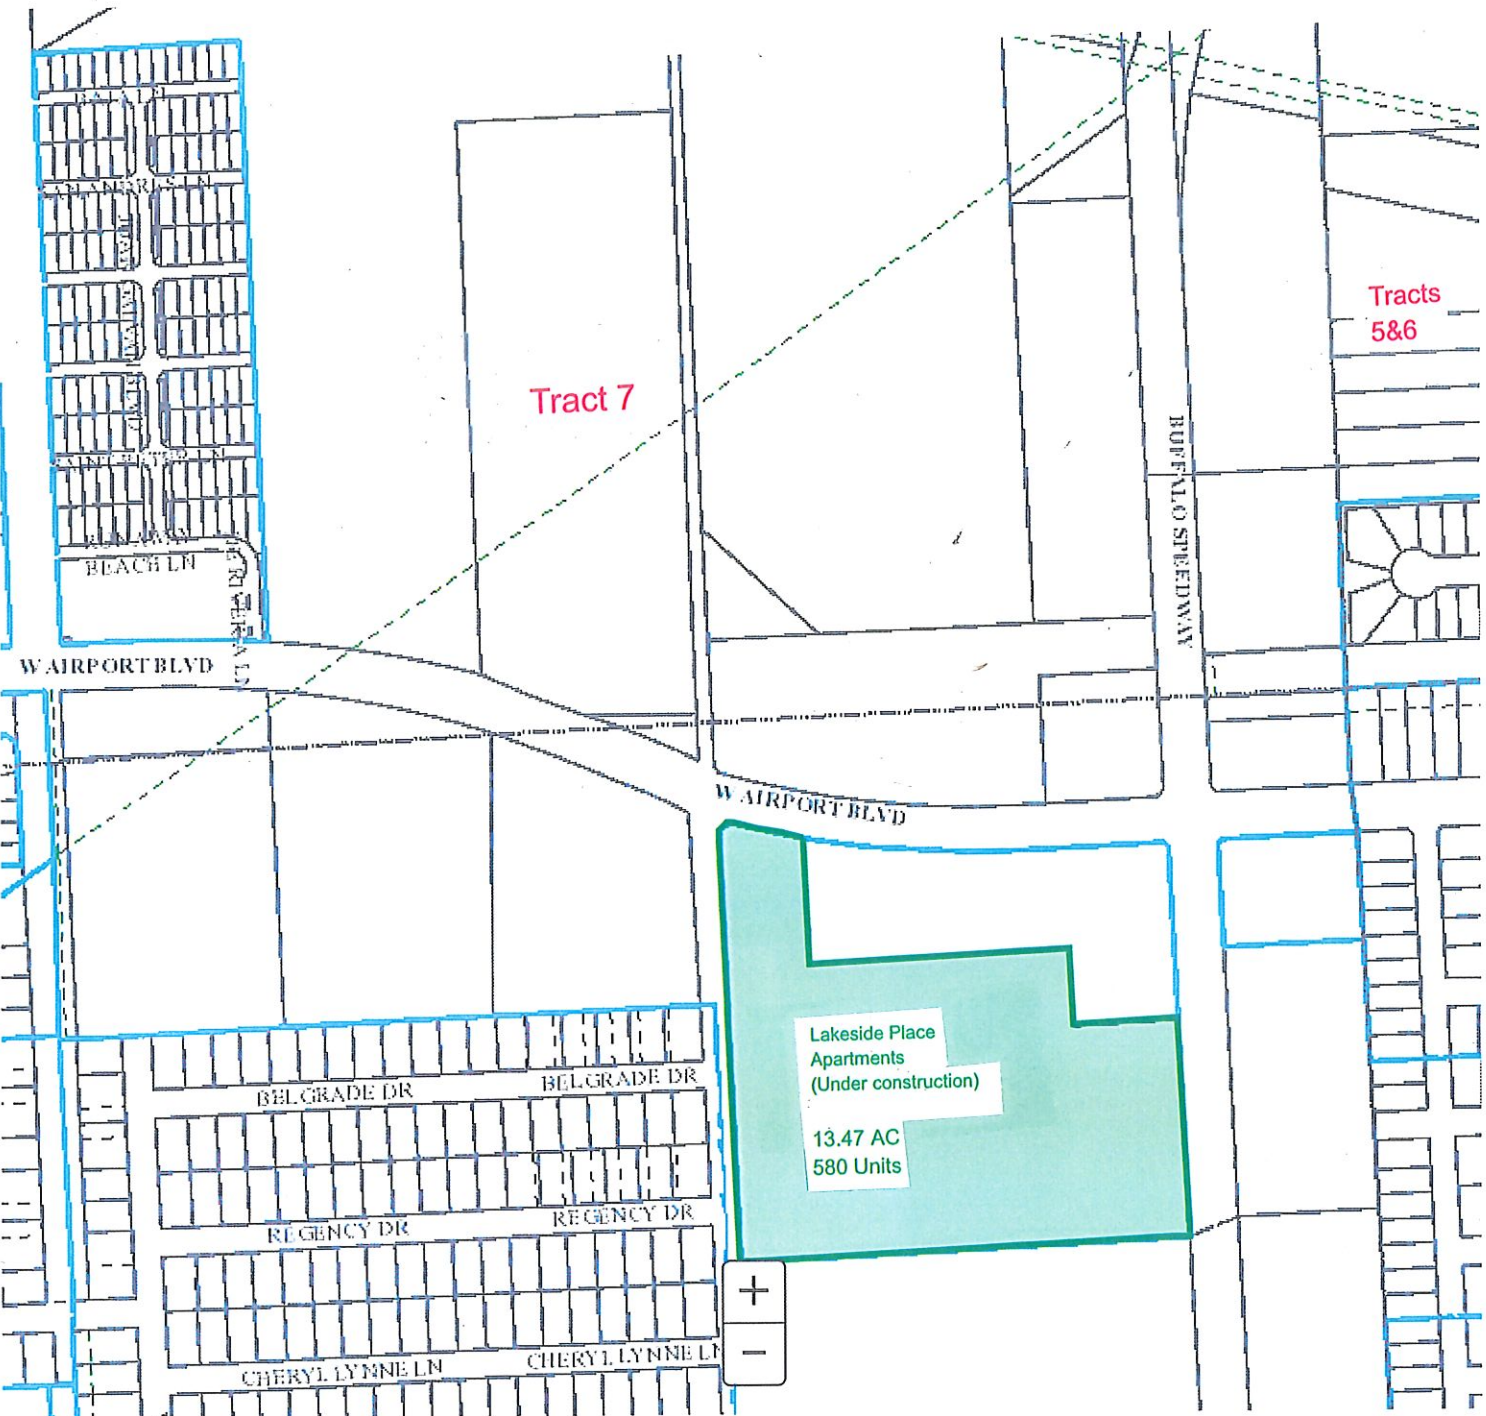 BEACH LN
W AIRPORT BLVD
Tract 7
Tracts
5&6
BUFFALO SPEEDWAY
W AIRPORT BLVD
Lakeside Place
Apartments
(Under construction)
13.47 AC
580 Units
BELGRADE DR
BELGRADE DR
REGENCY DR
REGENCY DR
CHERYL LYNNE LN
CHERYL LYNNE LN
+
−